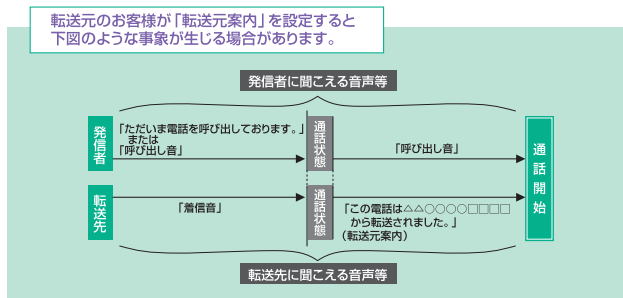 転送元のお客様が「転送元案内」を設定すると
下図のような事象が生じる場合があります。
発信者に聞こえる音声等
発信者
「ただいま電話を呼び出しております。」
または
「呼び出し音」
通話状態
「呼び出し音」
通話開始
転送先
「着信音」
通話状態
「この電話は△△○○○○□□□□
から転送されました。」
（転送元案内）
転送先に聞こえる音声等